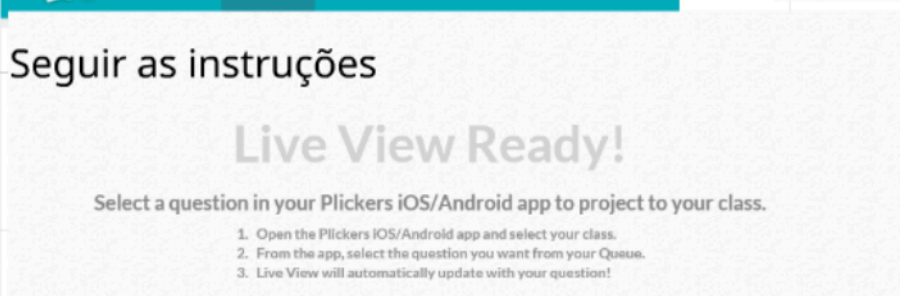 Seguir as instruções
Live View Ready!
Select a question in your Plickers iOS/Android app to project to your class.
1. Open the Plickers iOS/Android app and select your class.
2. From the app, select the question you want from your Queue.
3. Live View will automatically update with your question!